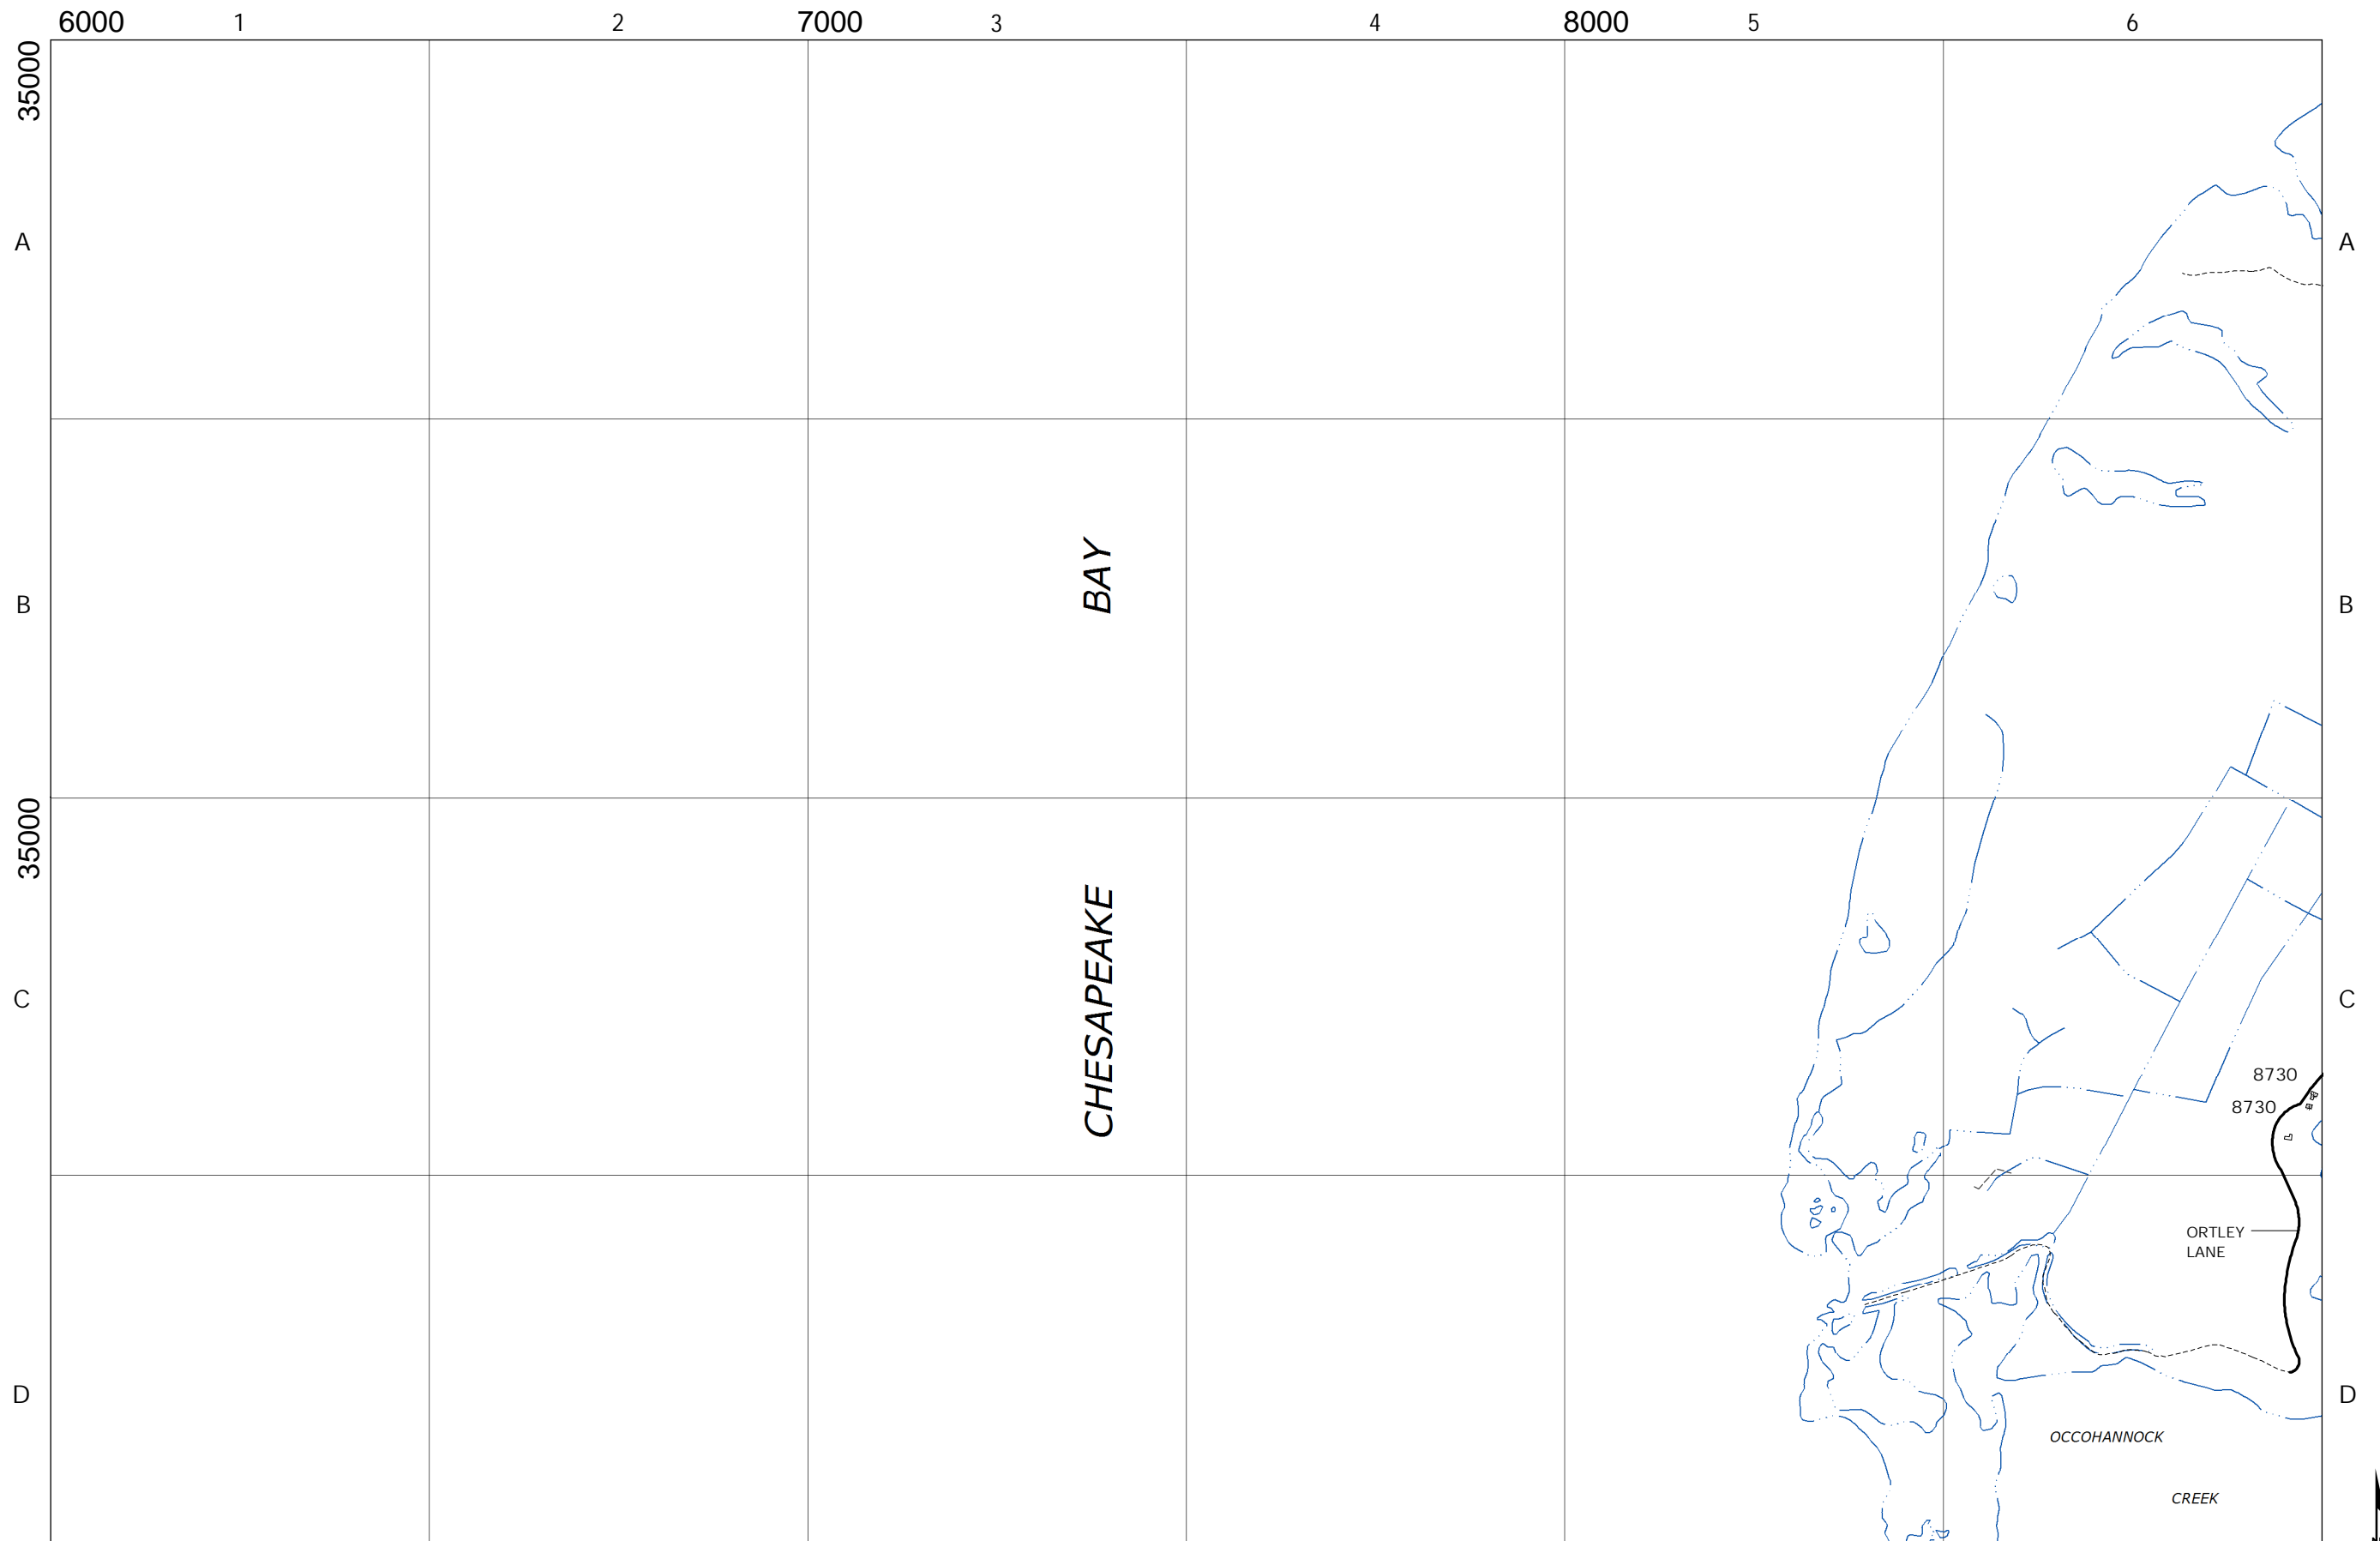 6000 1 2 7000 3 4 8000 5 6
35000
A A
BAY
B B
35000
CHESAPEAKE
C C
8730
8730
ORTLEY
LANE
D D
OCCOHANNOCK
CREEK